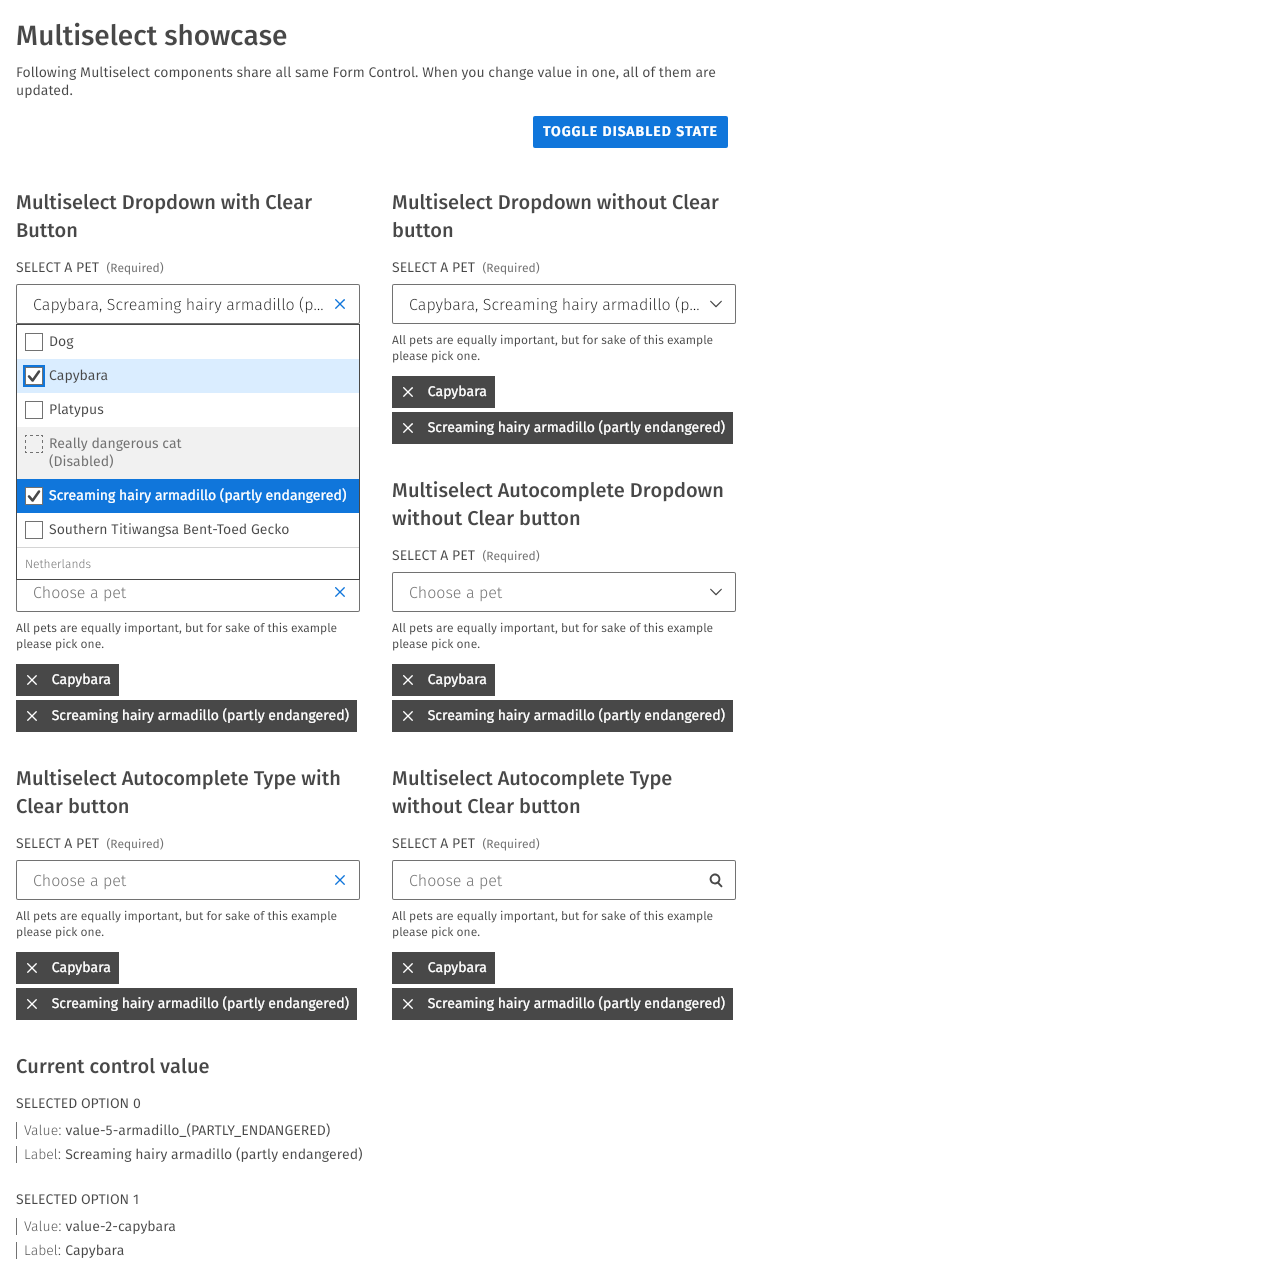 Multiselect showcase
Following Multiselect components share all same Form Control. When you change value in one, all of them are
updated.
TOGGLE DISABLED STATE
Multiselect Dropdown with Clear
Button
SELECT A PET (Required)
Capybara, Screaming hairy armadillo (p...
Dog
Capybara
Platypus
Really dangerous cat
(Disabled)
Screaming hairy armadillo (partly endangered)
Southern Titiwangsa Bent-Toed Gecko
Netherlands
Choose a pet
All pets are equally important, but for sake of this example
please pick one.
Capybara
Screaming hairy armadillo (partly endangered)
Multiselect Dropdown without Clear
button
SELECT A PET (Required)
Capybara, Screaming hairy armadillo (p...
All pets are equally important, but for sake of this example
please pick one.
Capybara
Screaming hairy armadillo (partly endangered)
Multiselect Autocomplete Dropdown
without Clear button
SELECT A PET (Required)
Choose a pet
All pets are equally important, but for sake of this example
please pick one.
Capybara
Screaming hairy armadillo (partly endangered)
Multiselect Autocomplete Type with
Clear button
SELECT A PET (Required)
Choose a pet
All pets are equally important, but for sake of this example
please pick one.
Capybara
Screaming hairy armadillo (partly endangered)
Multiselect Autocomplete Type
without Clear button
SELECT A PET (Required)
Choose a pet
All pets are equally important, but for sake of this example
please pick one.
Capybara
Screaming hairy armadillo (partly endangered)
Current control value
SELECTED OPTION 0
Value: value-5-armadillo_(PARTLY_ENDANGERED)
Label: Screaming hairy armadillo (partly endangered)
SELECTED OPTION 1
Value: value-2-capybara
Label: Capybara